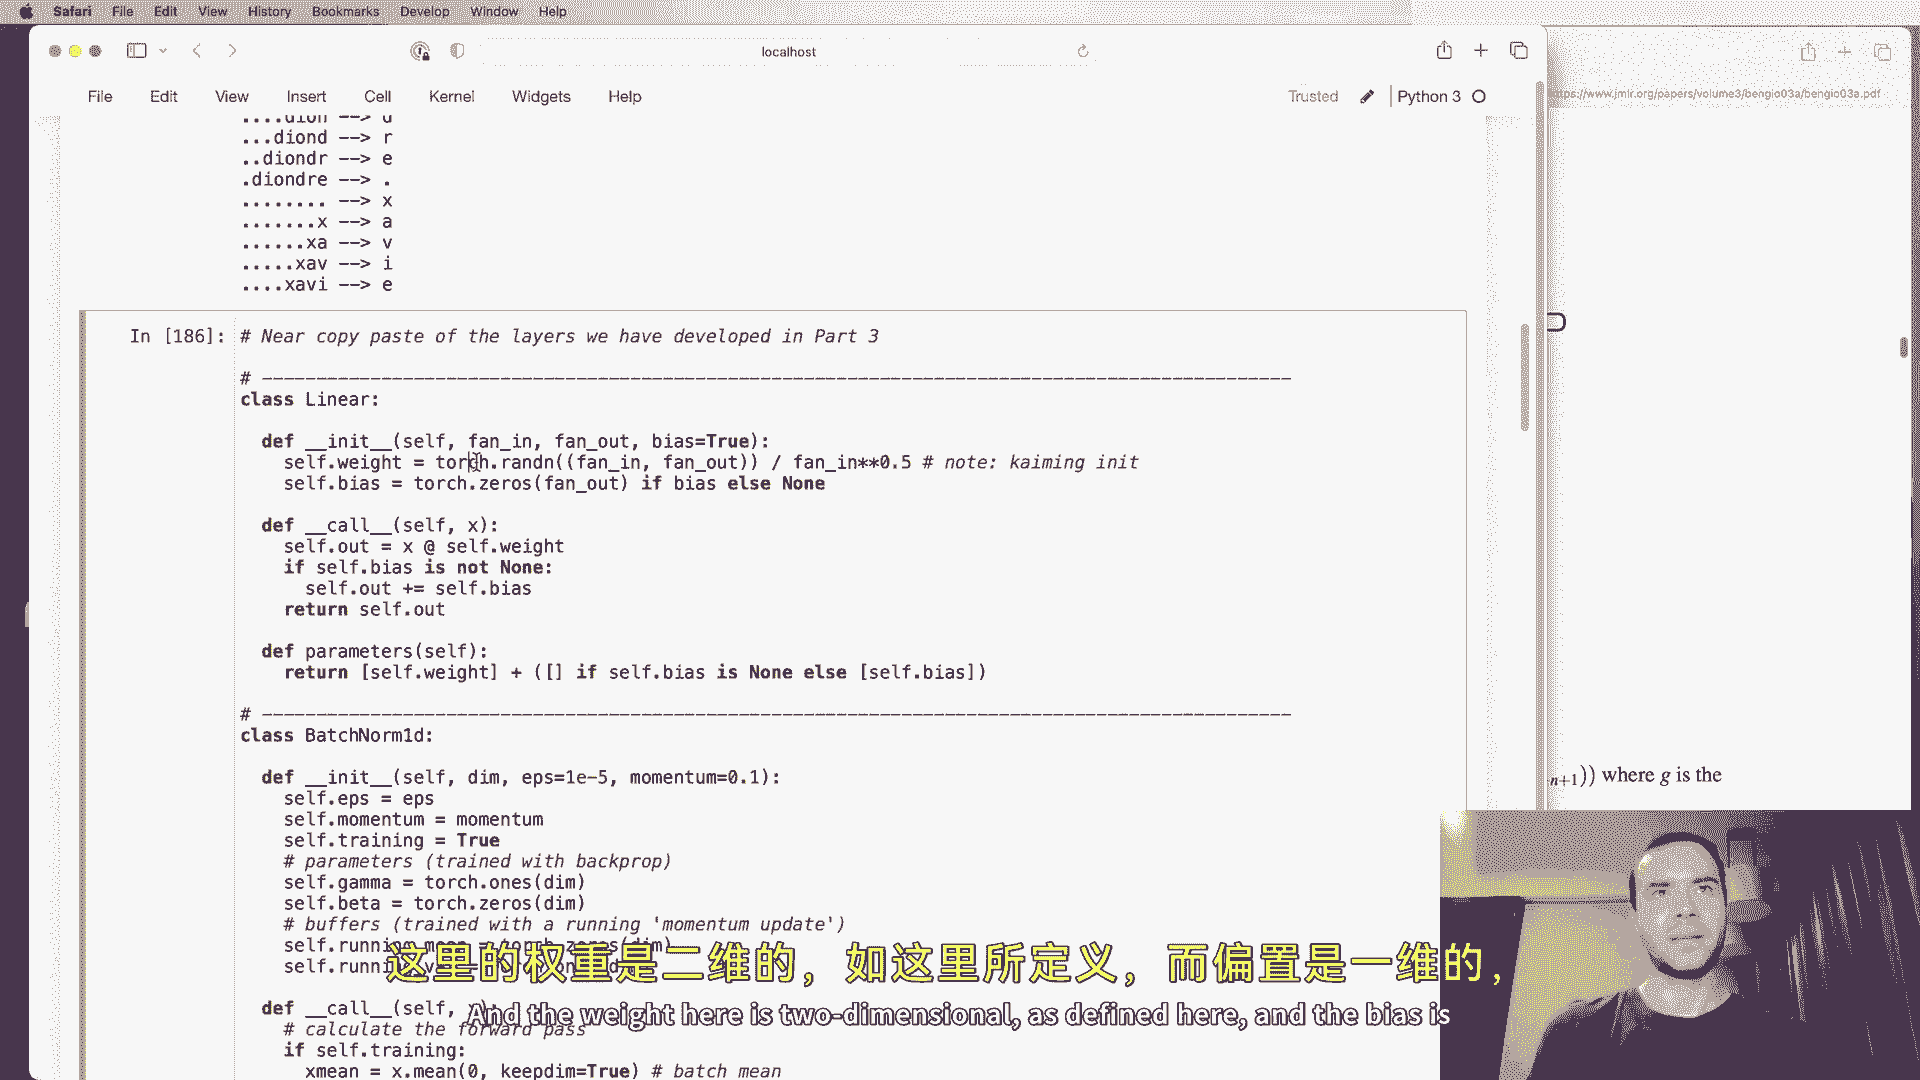 Safari File Edit View History Bookmarks Develop Window Help
localhost
File Edit View Insert Cell Kernel Widgets Help Trusted Python 3
https://www.jmlr.org/papers/volume3/bengio03a/bengio03a.pdf
....dion --> d
...diond --> r
..diondr --> e
.diondre --> .
........ --> x
.......x --> a
......xa --> v
.....xav --> i
....xavi --> e
In [186]: # Near copy paste of the layers we have developed in Part 3
# -----------------------------------------------------------------------------------------------
class Linear:
def __init__(self, fan_in, fan_out, bias=True):
self.weight = torch.randn((fan_in, fan_out)) / fan_in**0.5 # note: kaiming init
self.bias = torch.zeros(fan_out) if bias else None
def __call__(self, x):
self.out = x @ self.weight
if self.bias is not None:
self.out += self.bias
return self.out
def parameters(self):
return [self.weight] + ([] if self.bias is None else [self.bias])
# -----------------------------------------------------------------------------------------------
class BatchNorm1d:
def __init__(self, dim, eps=1e-5, momentum=0.1):
self.eps = eps
self.momentum = momentum
self.training = True
# parameters (trained with backprop)
self.gamma = torch.ones(dim)
self.beta = torch.zeros(dim)
# buffers (trained with a running 'momentum update')
n+1)) where g is the
这里的权重是二维的，如这里所定义，而偏置是一维的，
And the weight here is two-dimensional, as defined here, and the bias is
def __call__(self, x):
# calculate the forward pass
if self.training:
xmean = x.mean(0, keepdim=True) # batch mean